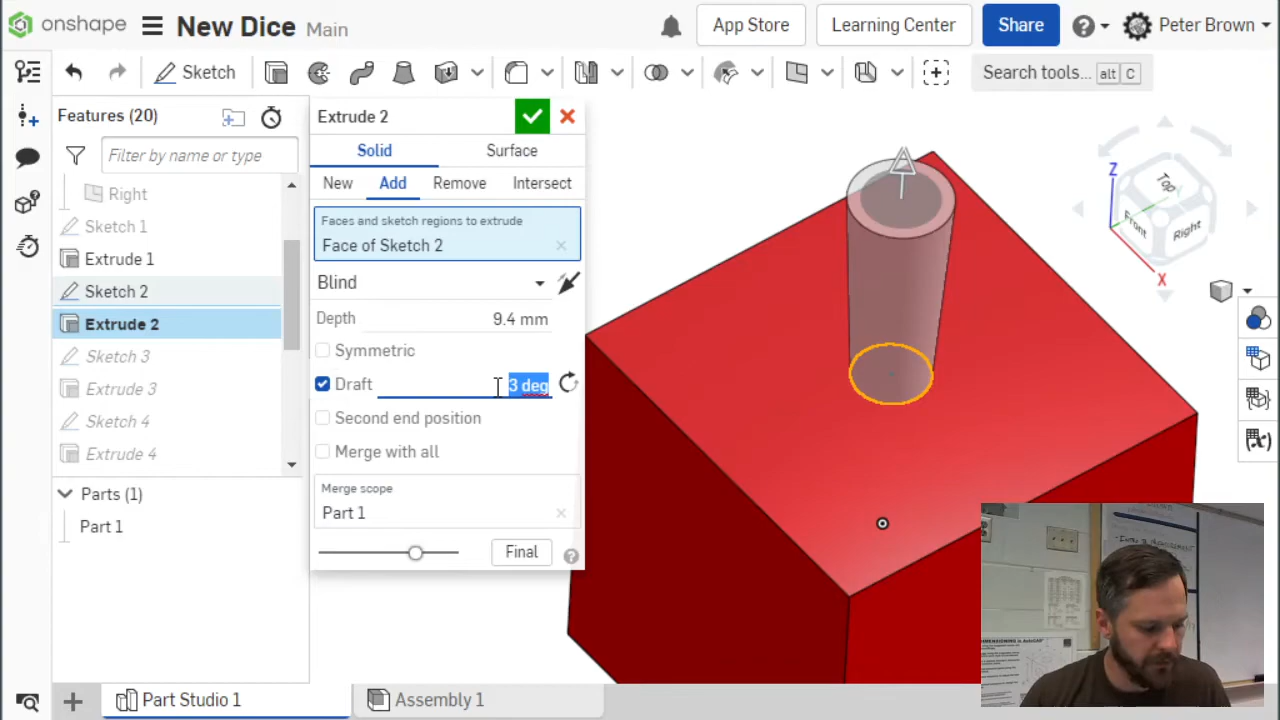 onshape
New Dice
Main
App Store
Learning Center
Share
Peter Brown
Sketch
Search tools...
alt
C
Features (20)
Filter by name or type
Right
Sketch 1
Extrude 1
Sketch 2
Extrude 2
Sketch 3
Extrude 3
Sketch 4
Extrude 4
Parts (1)
Part 1
Extrude 2
Solid
Surface
New
Add
Remove
Intersect
Faces and sketch regions to extrude
Face of Sketch 2
Blind
Depth
9.4 mm
Symmetric
Draft
3 deg
Second end position
Merge with all
Merge scope
Part 1
Final
Z
Top
Front
Right
X
Part Studio 1
Assembly 1